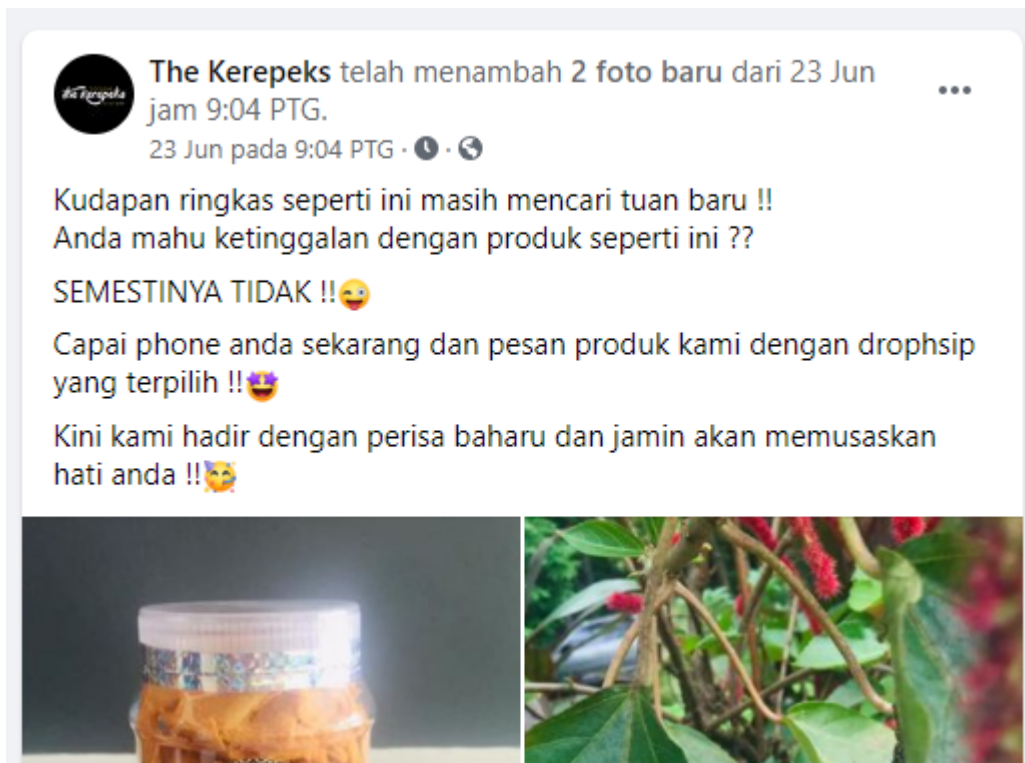 The Kerepeks telah menambah 2 foto baru dari 23 Jun
jam 9:04 PTG.
the Kerepeks
23 Jun pada 9:04 PTG ·  ·
Kudapan ringkas seperti ini masih mencari tuan baru !!
Anda mahu ketinggalan dengan produk seperti ini ??
SEMESTINYA TIDAK !!😜
Capai phone anda sekarang dan pesan produk kami dengan drophsip
yang terpilih !!🤩
Kini kami hadir dengan perisa baharu dan jamin akan memusaskan
hati anda !!🥳